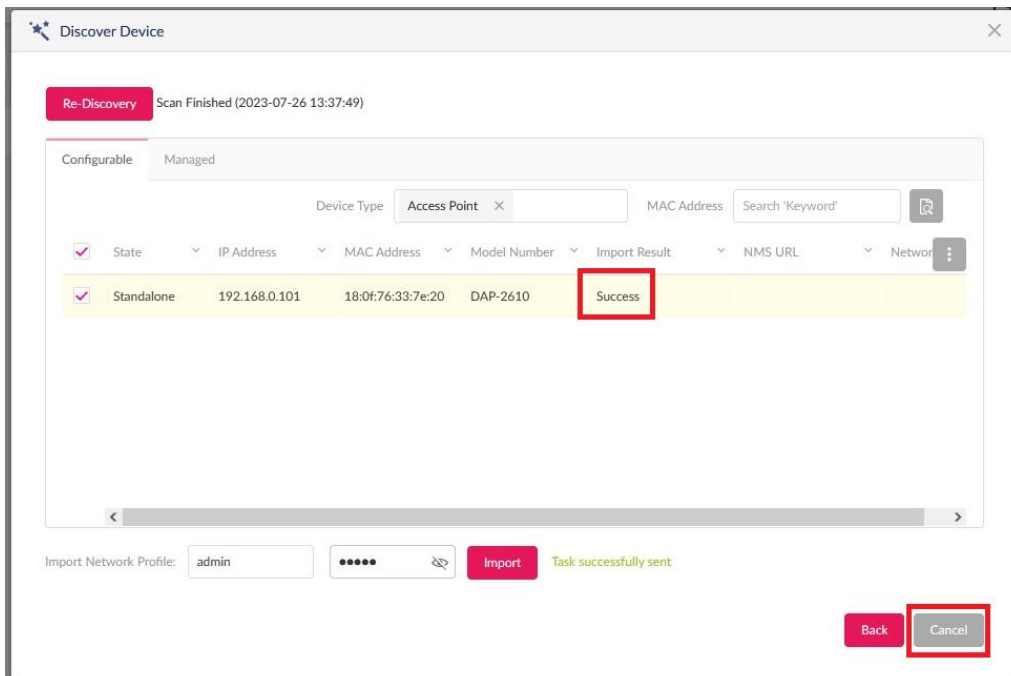 Discover Device
Re-Discovery Scan Finished (2023-07-26 13:37:49)
Configurable Managed
Device Type Access Point × MAC Address Search 'Keyword'
State IP Address MAC Address Model Number Import Result NMS URL Networ
Standalone 192.168.0.101 18:0f:76:33:7e:20 DAP-2610 Success
Import Network Profile: admin ••••• Import Task successfully sent
Back Cancel